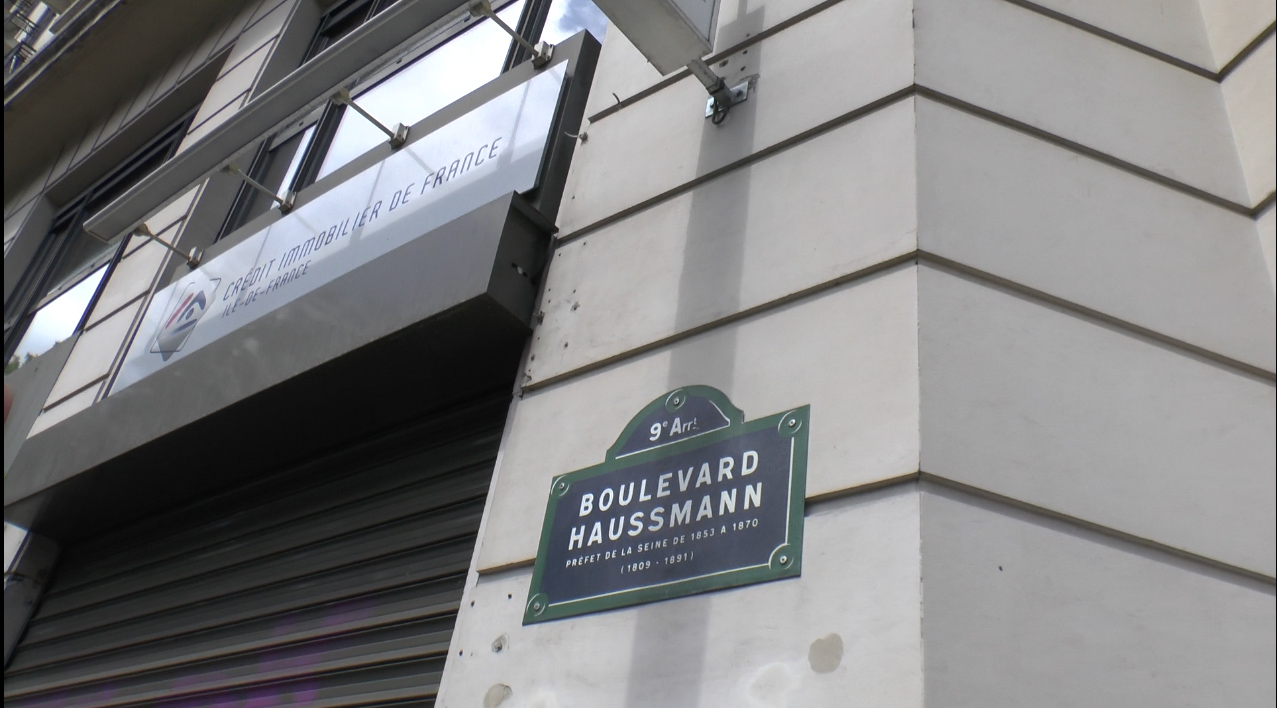 CRÉDIT IMMOBILIER DE FRANCE
ILE-DE-FRANCE
9e Arrt
BOULEVARD
HAUSSMANN
PRÉFET DE LA SEINE DE 1853 A 1870
(1809 - 1891)